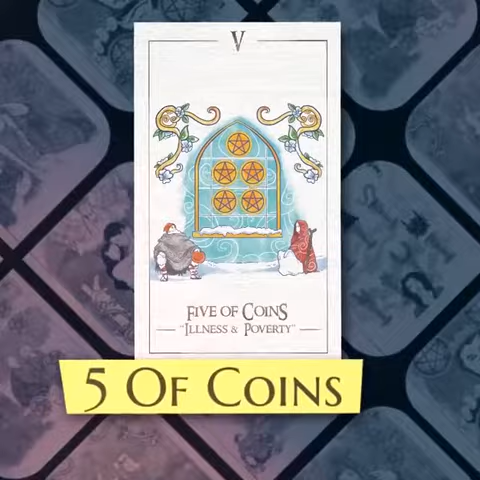 V
FIVE OF COINS
"ILLNESS & POVERTY"
5 OF COINS